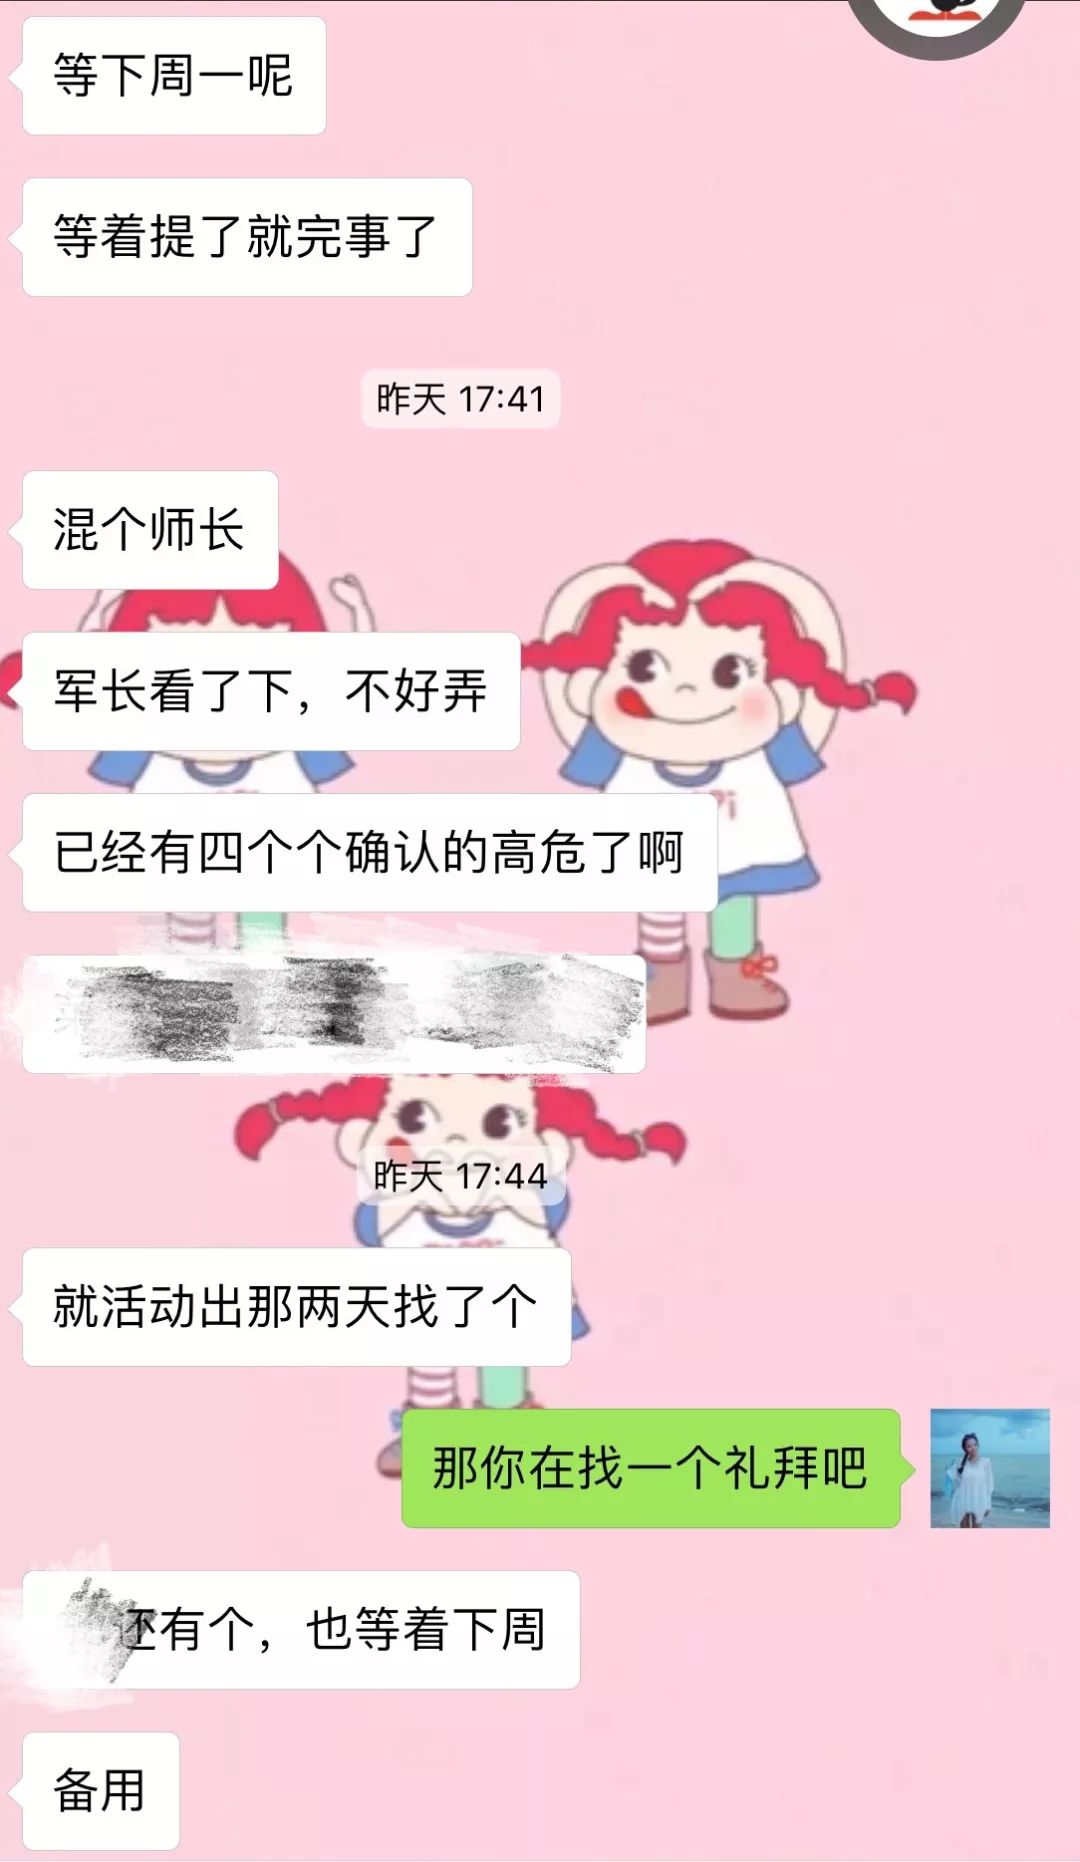 等下周一呢
等着提了就完事了
昨天 17:41
混个师长
军长看了下，不好弄
已经有四个个确认的高危了啊
昨天 17:44
就活动出那两天找了个
那你在找一个礼拜吧
还有个，也等着下周
备用